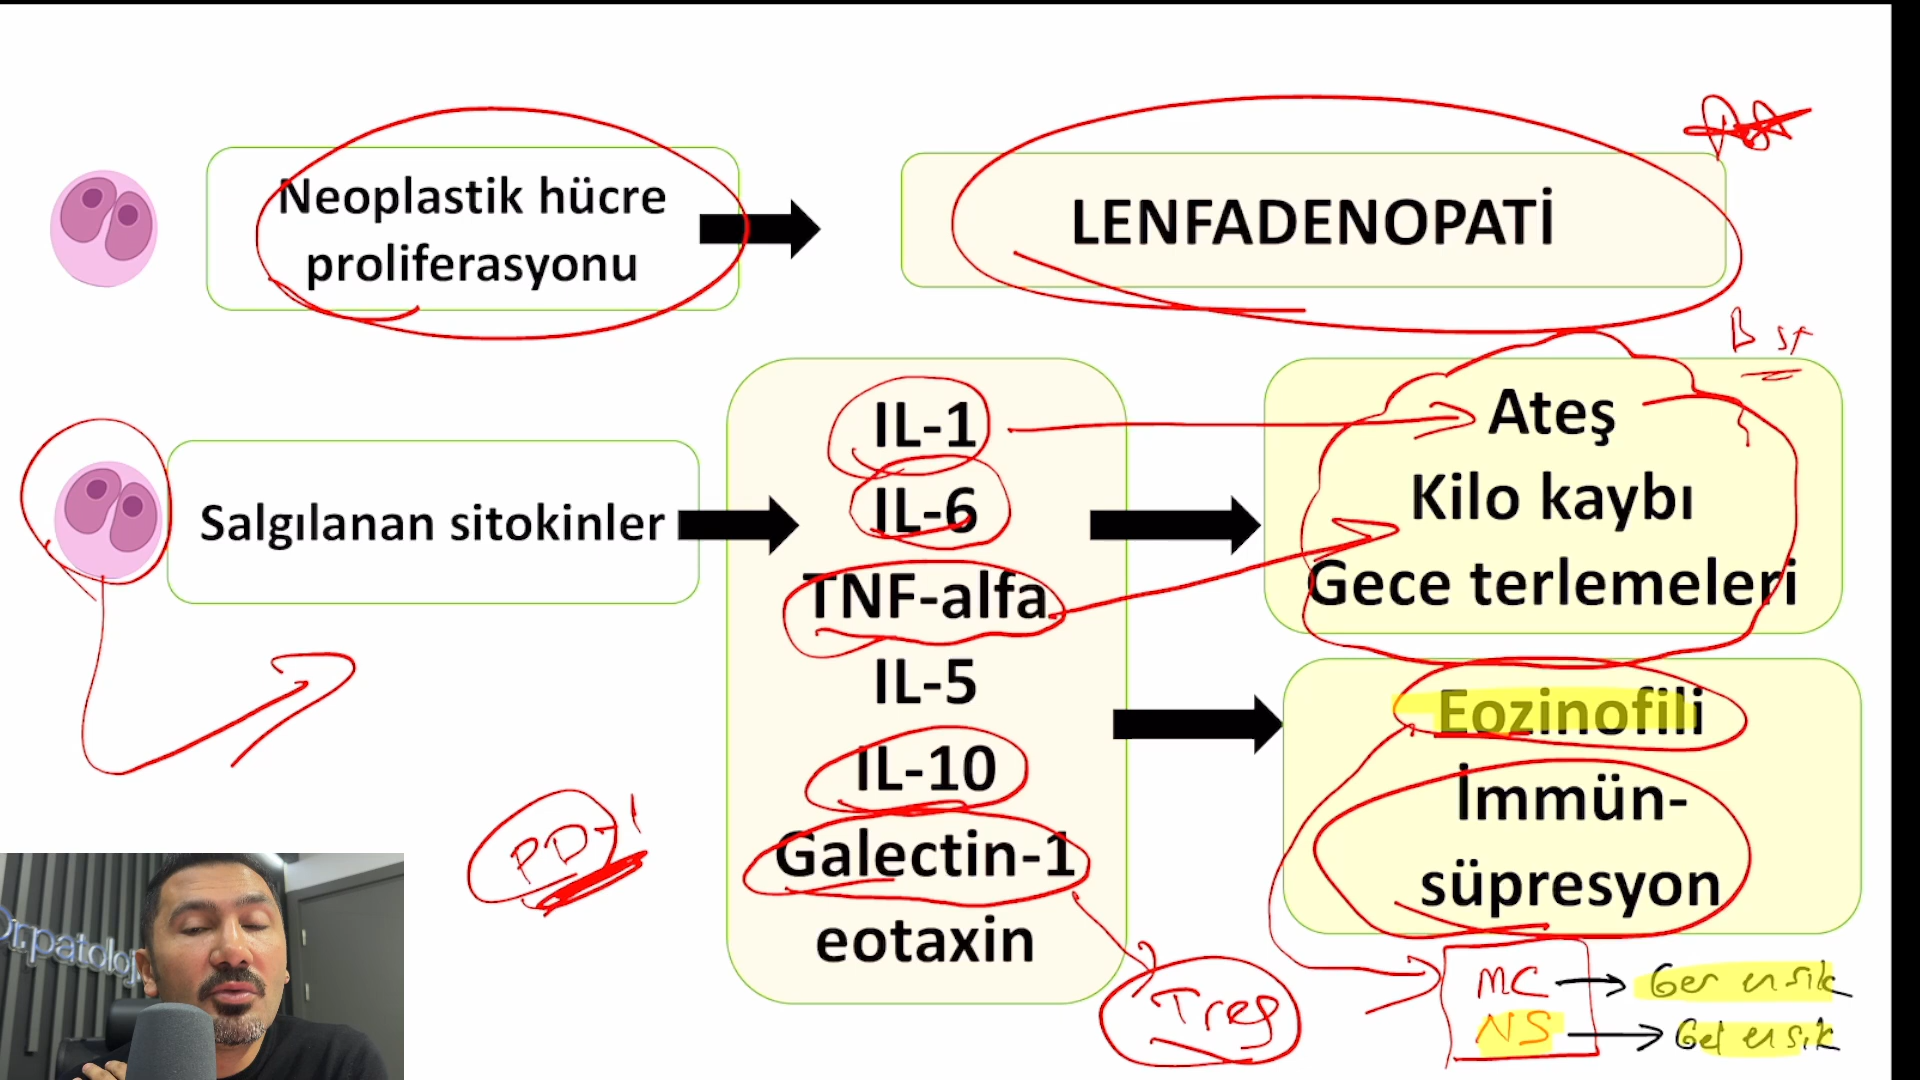 Neoplastik hücre
proliferasyonu
LENFADENOPATİ
B
Salgılanan sitokinler
IL-1
IL-6
TNF-alfa
IL-5
IL-10
Galectin-1
eotaxin
Ateş
Kilo kaybı
Gece terlemeleri
Eozinofili
İmmün-
süpresyon
PD-1
Treg
MC
NS
Drpatoloj